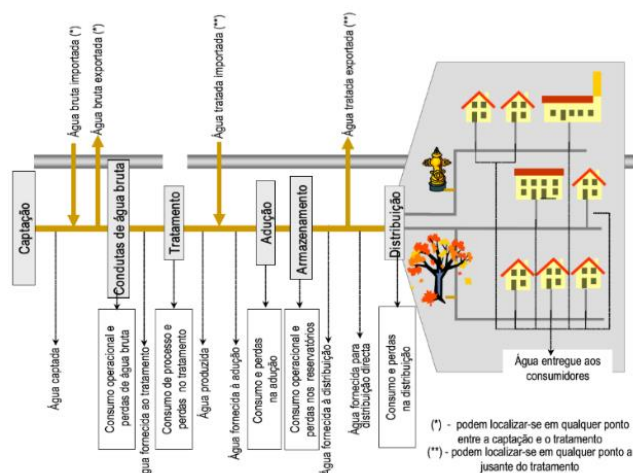 Água bruta importada (*)
Água bruta exportada (*)
Água tratada importada (**)
Água tratada exportada (**)
Captação
Condutas de água bruta
Tratamento
Adução
Armazenamento
Distribuição
Água captada
Consumo operacional e
perdas de água bruta
Água fornecida ao tratamento
Consumo de processo e
perdas no tratamento
Água produzida
Água fornecida à adução
Consumo e perdas
na adução
Consumo operacional e
perdas nos reservatórios
Água fornecida à distribuição
Água fornecida para
distribuição directa
Consumo e perdas
na distribuição
Água entregue aos
consumidores
(*) - podem localizar-se em qualquer ponto
entre a captação e o tratamento
(**) - podem localizar-se em qualquer ponto a
jusante do tratamento